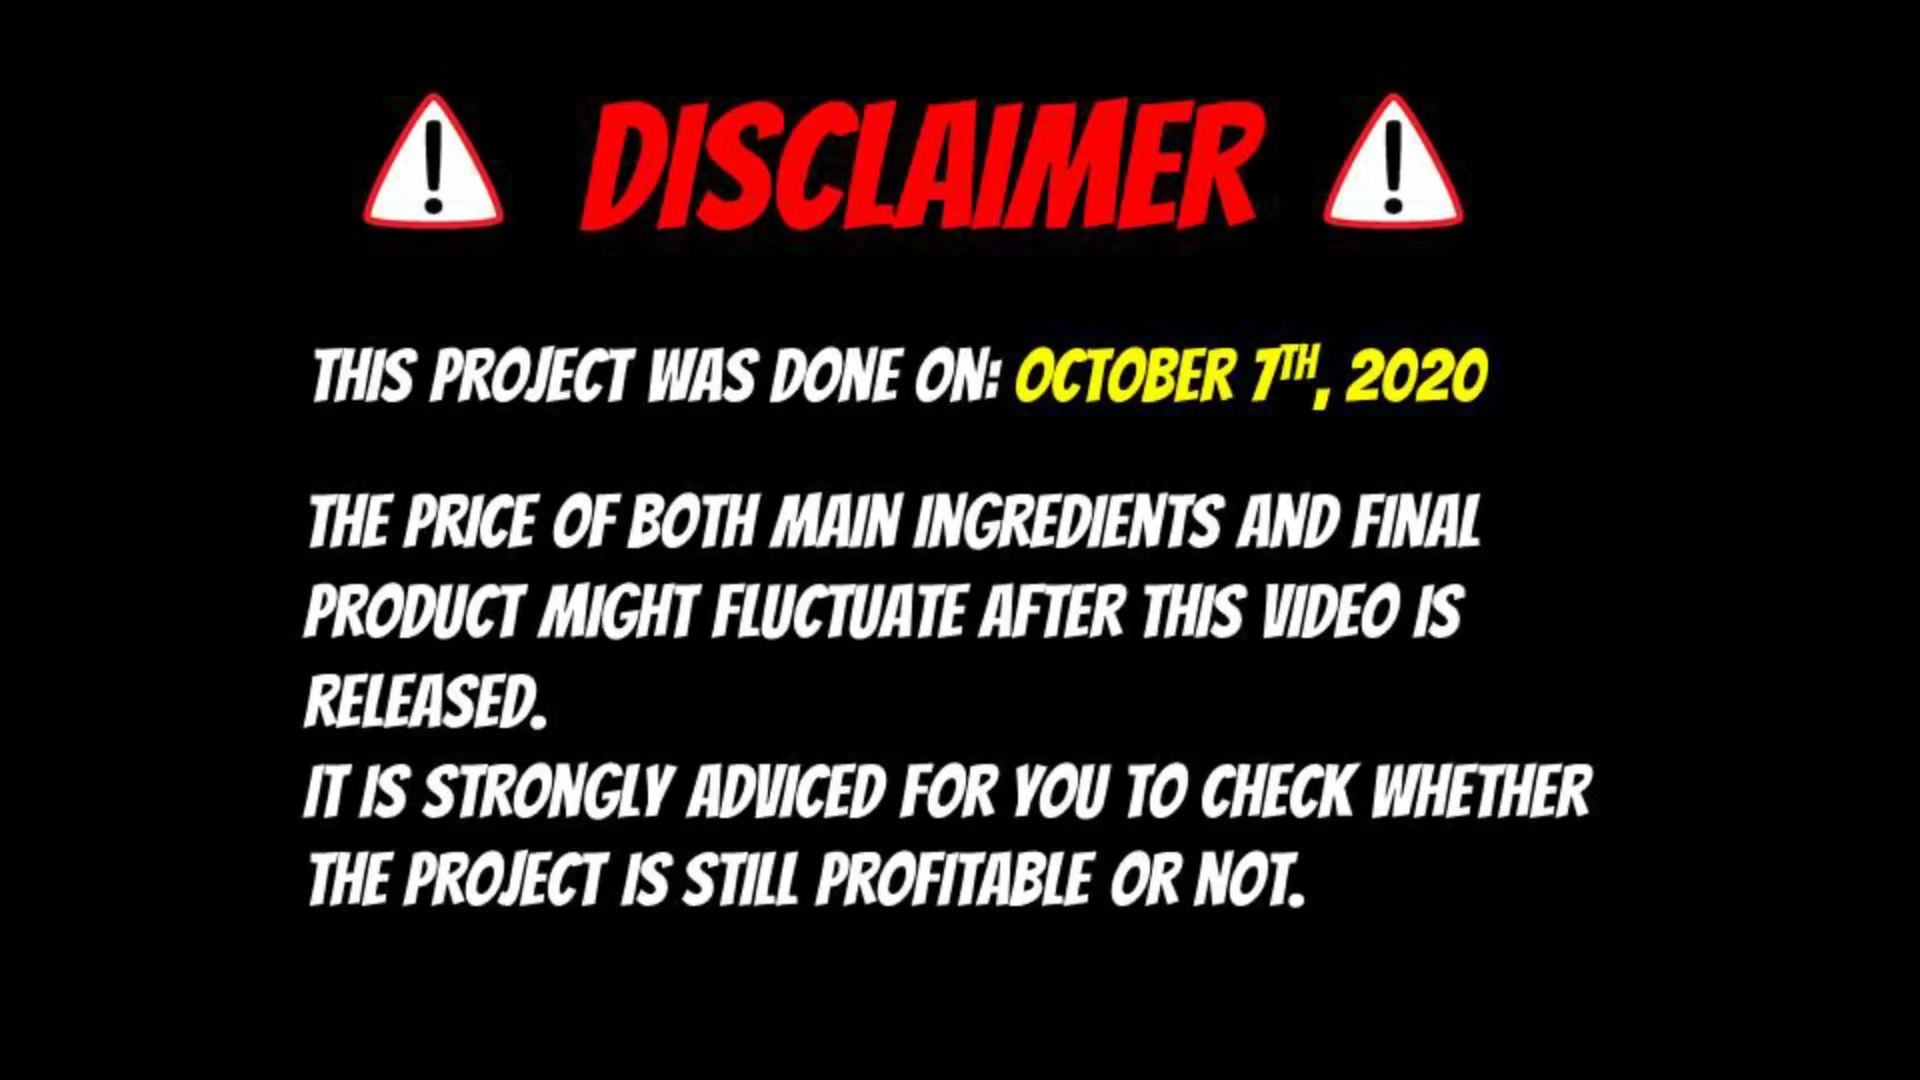 DISCLAIMER
THIS PROJECT WAS DONE ON: OCTOBER 7TH, 2020
THE PRICE OF BOTH MAIN INGREDIENTS AND FINAL
PRODUCT MIGHT FLUCTUATE AFTER THIS VIDEO IS
RELEASED.
IT IS STRONGLY ADVICED FOR YOU TO CHECK WHETHER
THE PROJECT IS STILL PROFITABLE OR NOT.